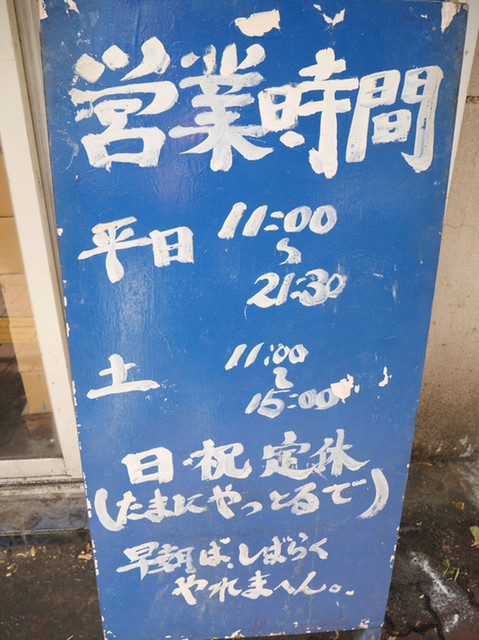 営業時間
平日 11:00
〜
21:30
土 11:00
〜
15:00
日・祝 定休
(たまにやっとるで)
早朝は、しばらく
やれまへん。